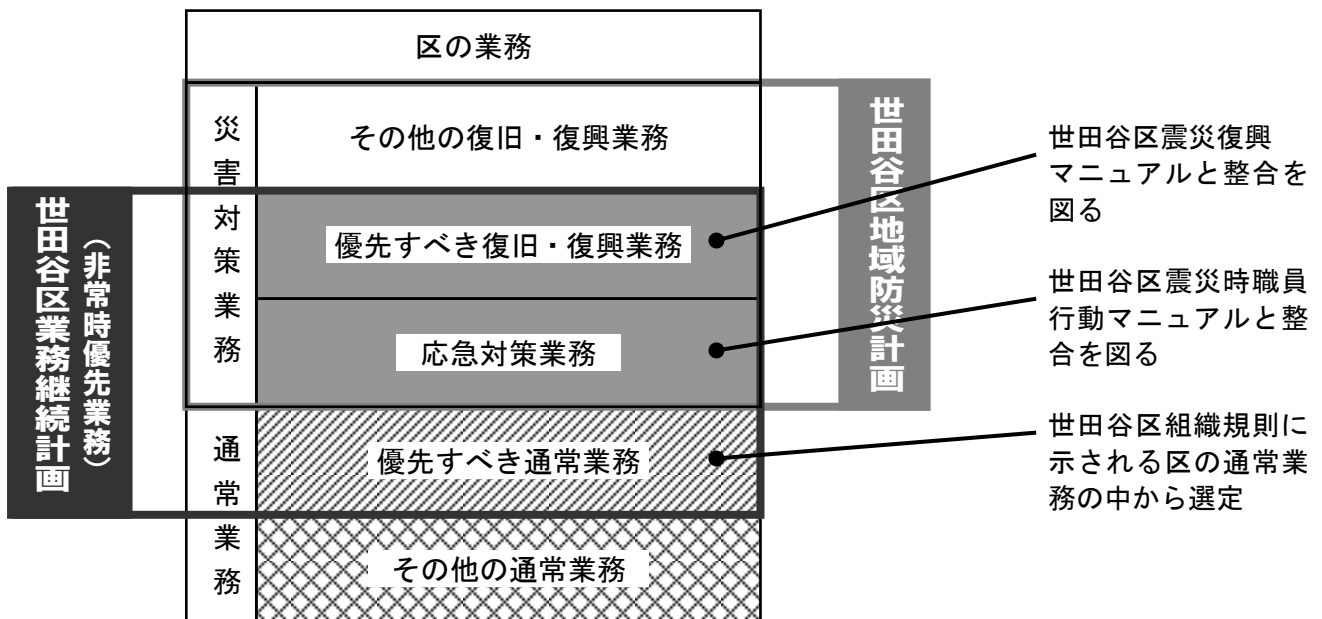 区の業務
災害対策業務
その他の復旧・復興業務
優先すべき復旧・復興業務
応急対策業務
通常業務
優先すべき通常業務
その他の通常業務
世田谷区業務継続計画
（非常時優先業務）
世田谷区地域防災計画
世田谷区震災復興
マニュアルと整合を
図る
世田谷区震災時職員
行動マニュアルと整
合を図る
世田谷区組織規則に
示される区の通常業
務の中から選定